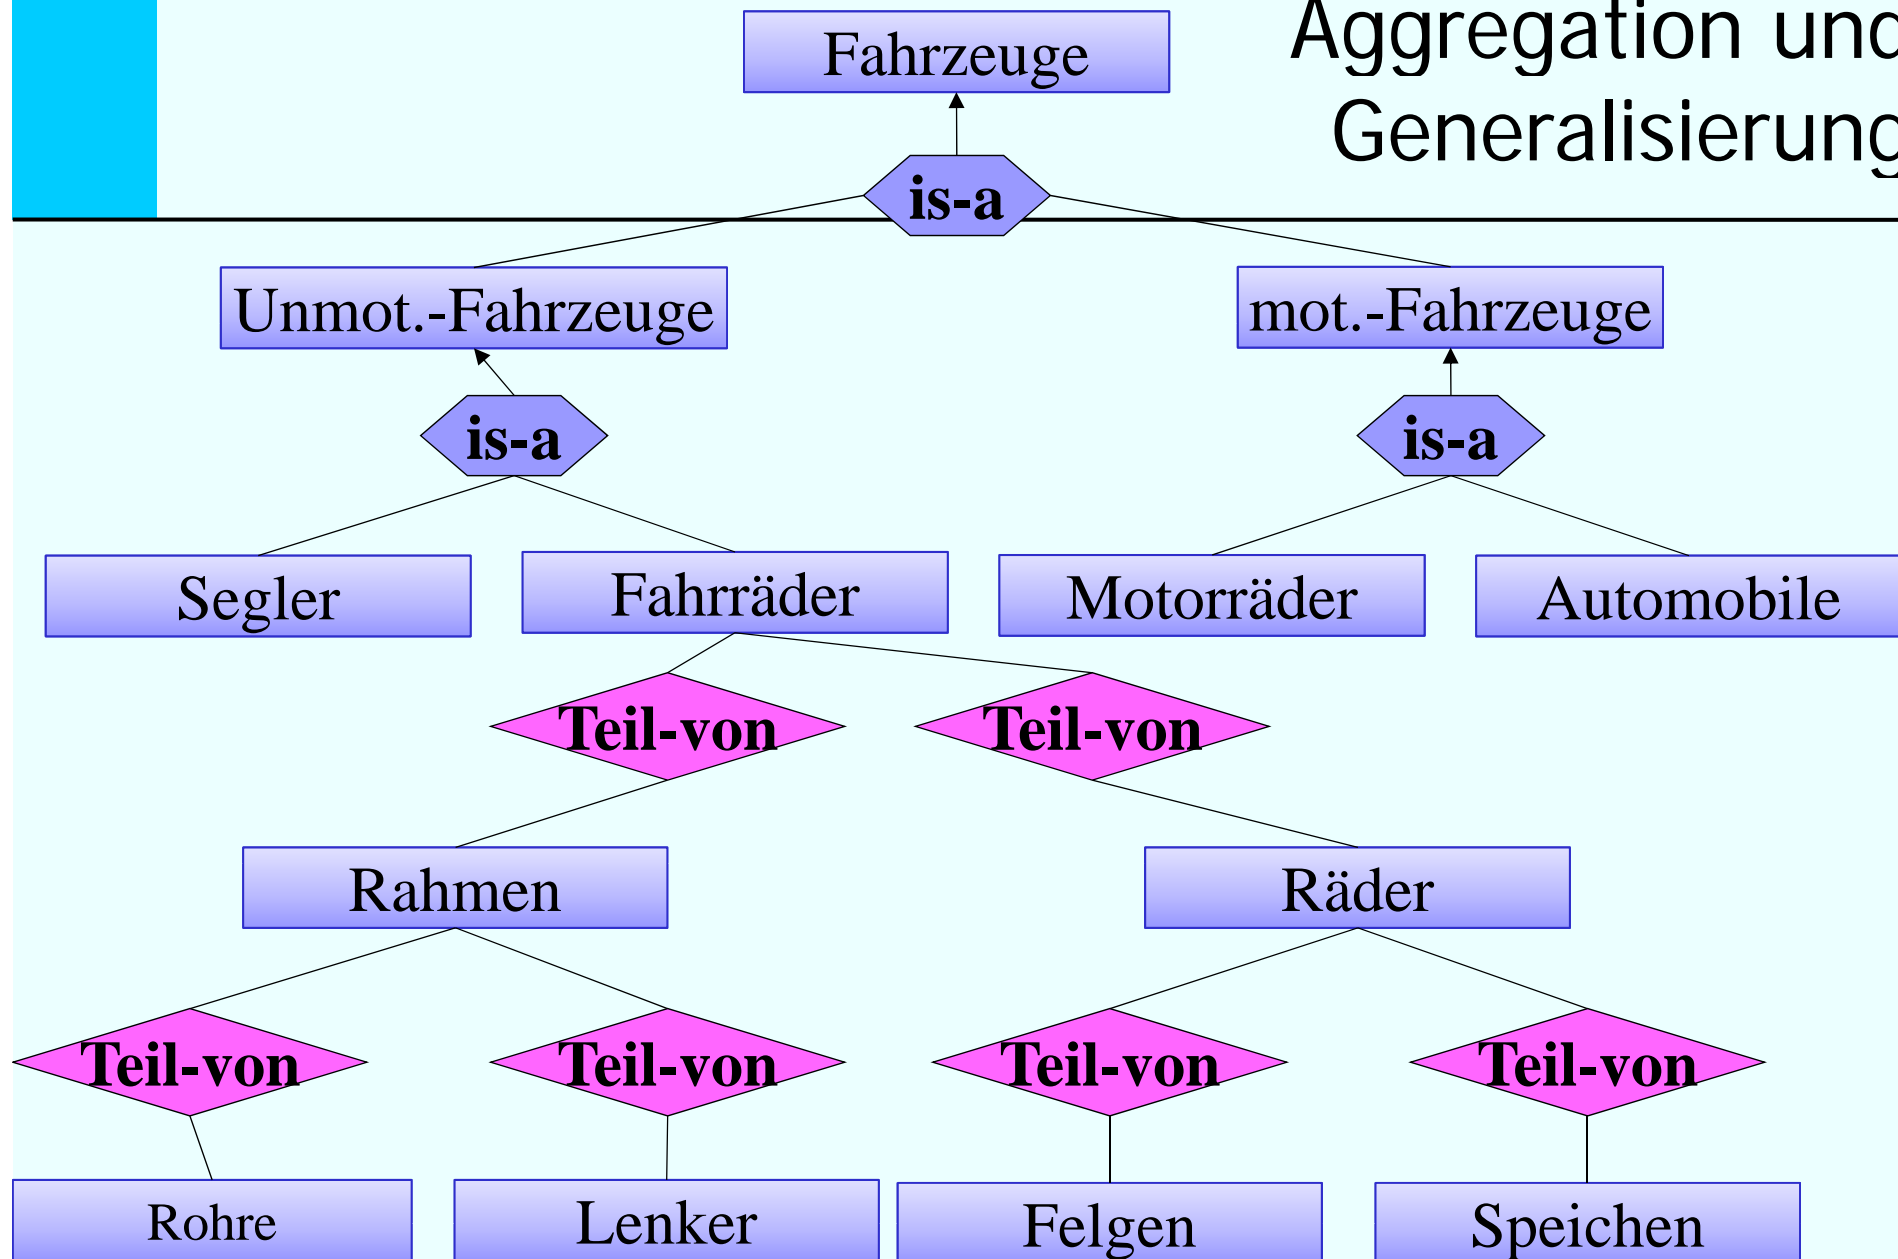 Aggregation und
Generalisierung
Fahrzeuge
is-a
Unmot.-Fahrzeuge
mot.-Fahrzeuge
is-a
is-a
Segler
Fahrräder
Motorräder
Automobile
Teil-von
Teil-von
Rahmen
Räder
Teil-von
Teil-von
Teil-von
Teil-von
Rohre
Lenker
Felgen
Speichen